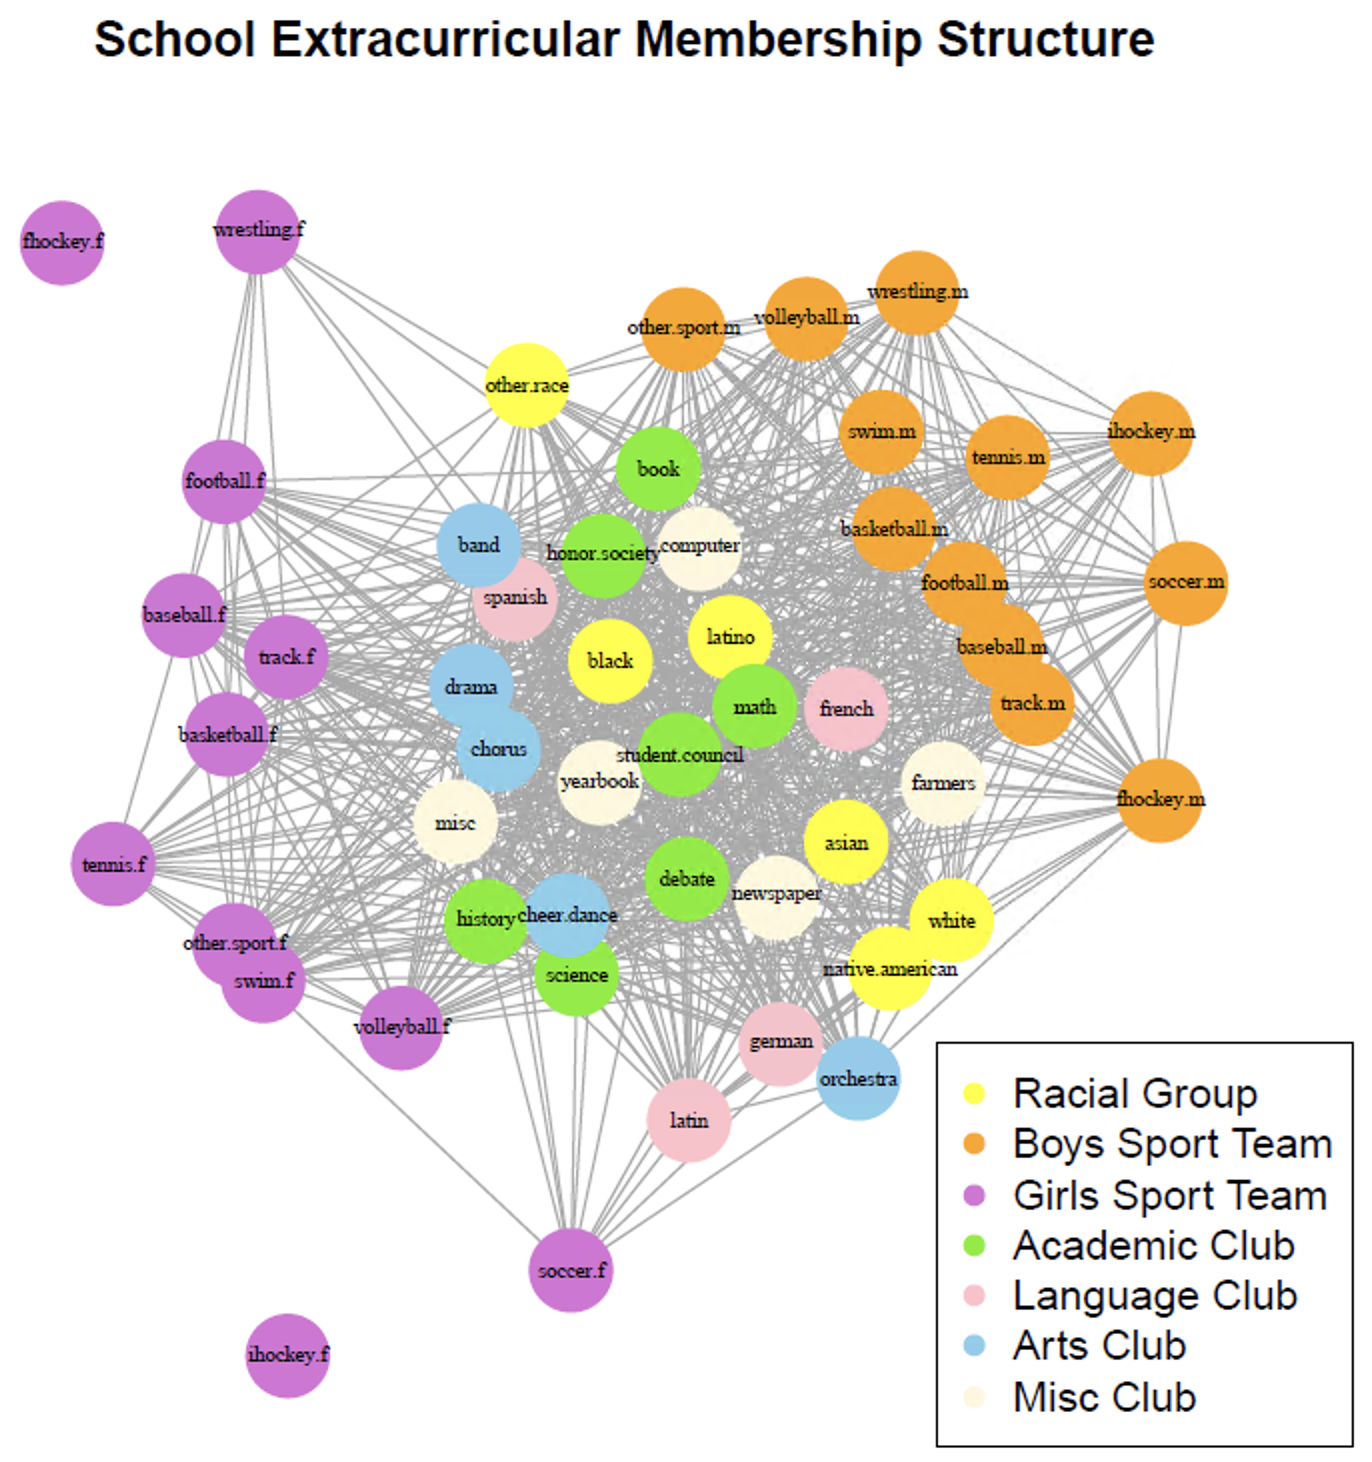 School Extracurricular Membership Structure
fhockey.f
wrestling.f
wrestling.m
volleyball.m
other.sport.m
other.race
swim.m
ihockey.m
tennis.m
book
football.f
basketball.m
band
honor.society
computer
football.m
soccer.m
spanish
baseball.f
latino
baseball.m
track.f
black
drama
track.m
math
french
basketball.f
chorus
student.council
yearbook
farmers
fhockey.m
misc
asian
tennis.f
debate
newspaper
history
cheer.dance
white
other.sport.f
native.american
science
swim.f
volleyball.f
german
orchestra
latin
soccer.f
ihockey.f
Racial Group
Boys Sport Team
Girls Sport Team
Academic Club
Language Club
Arts Club
Misc Club